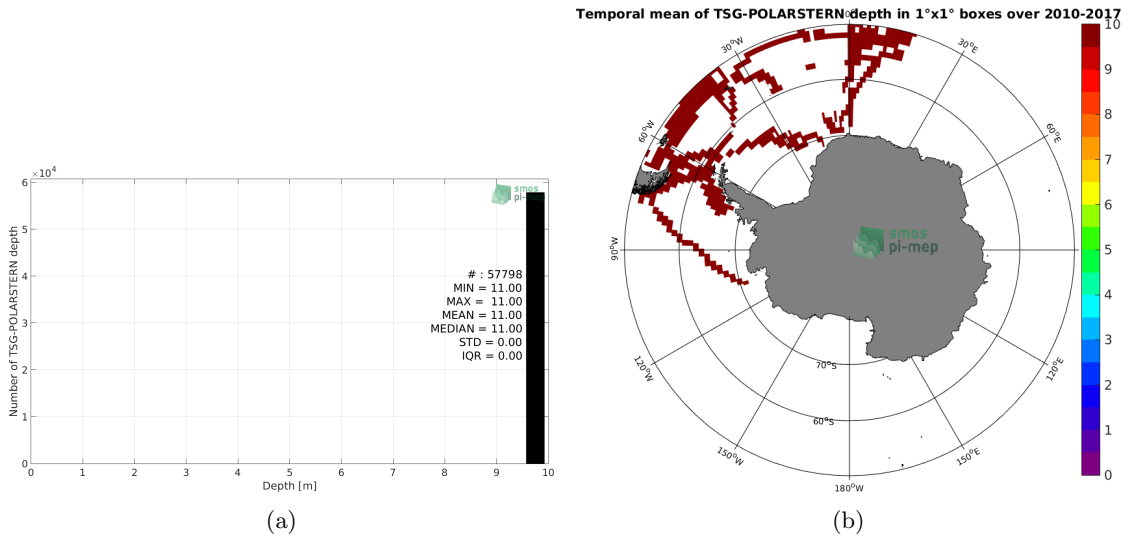 Temporal mean of TSG-POLARSTERN depth in 1°x1° boxes over 2010-2017
×10⁴
6
5
4
3
2
1
0
Number of TSG-POLARSTERN depth
smos
pi-mep
# : 57798
MIN = 11.00
MAX = 11.00
MEAN = 11.00
MEDIAN = 11.00
STD = 0.00
IQR = 0.00
0 1 2 3 4 5 6 7 8 9 10
Depth [m]
(a)
0°
30°E
60°E
120°E
150°E
180°W
150°W
120°W
90°W
60°W
30°W
70°S
60°S
smos
pi-mep
10
9
8
7
6
5
4
3
2
1
0
(b)